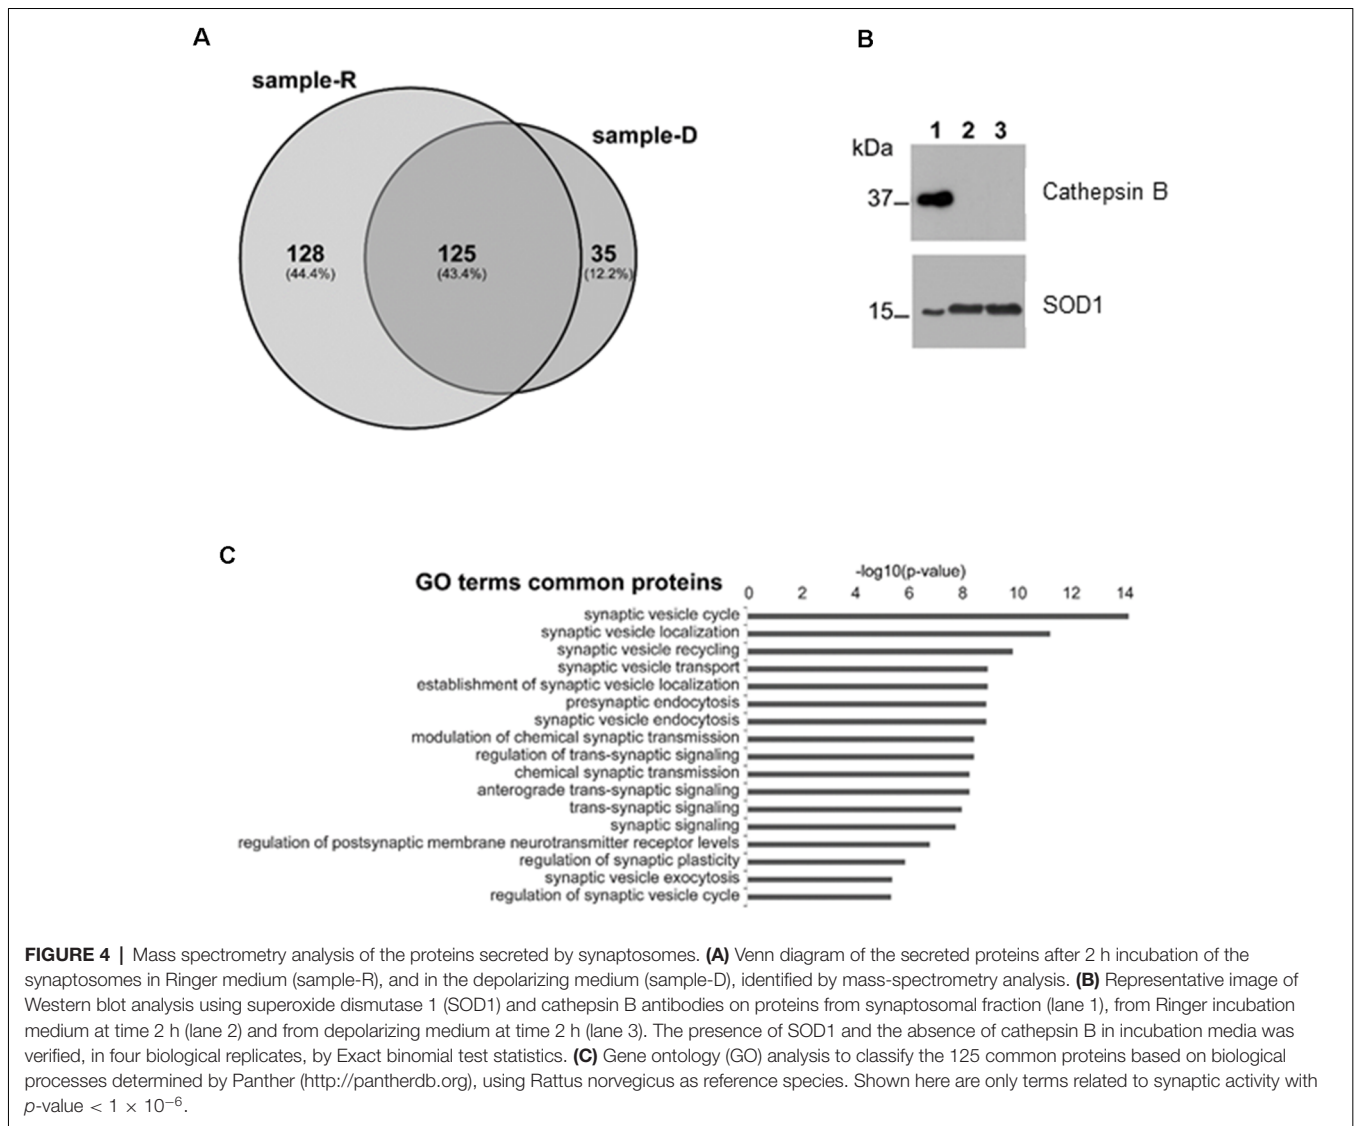 A
sample-R
sample-D
128
(44.4%)
125
(43.4%)
35
(12.2%)
B
1 2 3
kDa
37
Cathepsin B
15
SOD1
C
GO terms common proteins
-log10(p-value)
0 2 4 6 8 10 12 14
synaptic vesicle cycle
synaptic vesicle localization
synaptic vesicle recycling
synaptic vesicle transport
establishment of synaptic vesicle localization
presynaptic endocytosis
synaptic vesicle endocytosis
modulation of chemical synaptic transmission
regulation of trans-synaptic signaling
chemical synaptic transmission
anterograde trans-synaptic signaling
trans-synaptic signaling
synaptic signaling
regulation of postsynaptic membrane neurotransmitter receptor levels
regulation of synaptic plasticity
synaptic vesicle exocytosis
regulation of synaptic vesicle cycle
FIGURE 4 | Mass spectrometry analysis of the proteins secreted by synaptosomes. (A) Venn diagram of the secreted proteins after 2 h incubation of the
synaptosomes in Ringer medium (sample-R), and in the depolarizing medium (sample-D), identified by mass-spectrometry analysis. (B) Representative image of
Western blot analysis using superoxide dismutase 1 (SOD1) and cathepsin B antibodies on proteins from synaptosomal fraction (lane 1), from Ringer incubation
medium at time 2 h (lane 2) and from depolarizing medium at time 2 h (lane 3). The presence of SOD1 and the absence of cathepsin B in incubation media was
verified, in four biological replicates, by Exact binomial test statistics. (C) Gene ontology (GO) analysis to classify the 125 common proteins based on biological
processes determined by Panther (http://pantherdb.org), using Rattus norvegicus as reference species. Shown here are only terms related to synaptic activity with
p-value < 1 × 10⁻⁶.